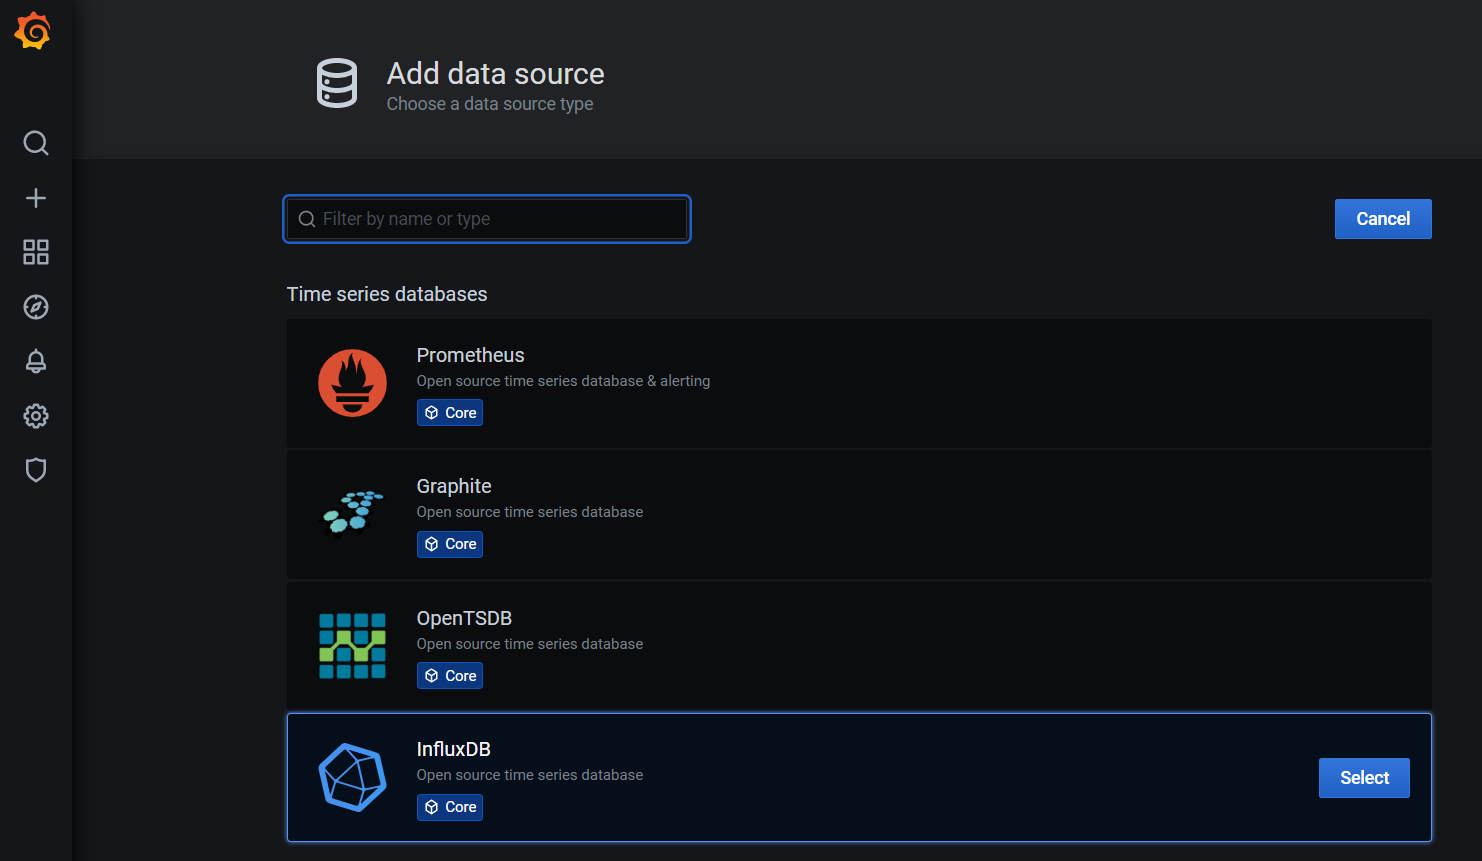 Add data source
Choose a data source type
Filter by name or type
Cancel
Time series databases
Prometheus
Open source time series database & alerting
Core
Graphite
Open source time series database
Core
OpenTSDB
Open source time series database
Core
InfluxDB
Open source time series database
Core
Select